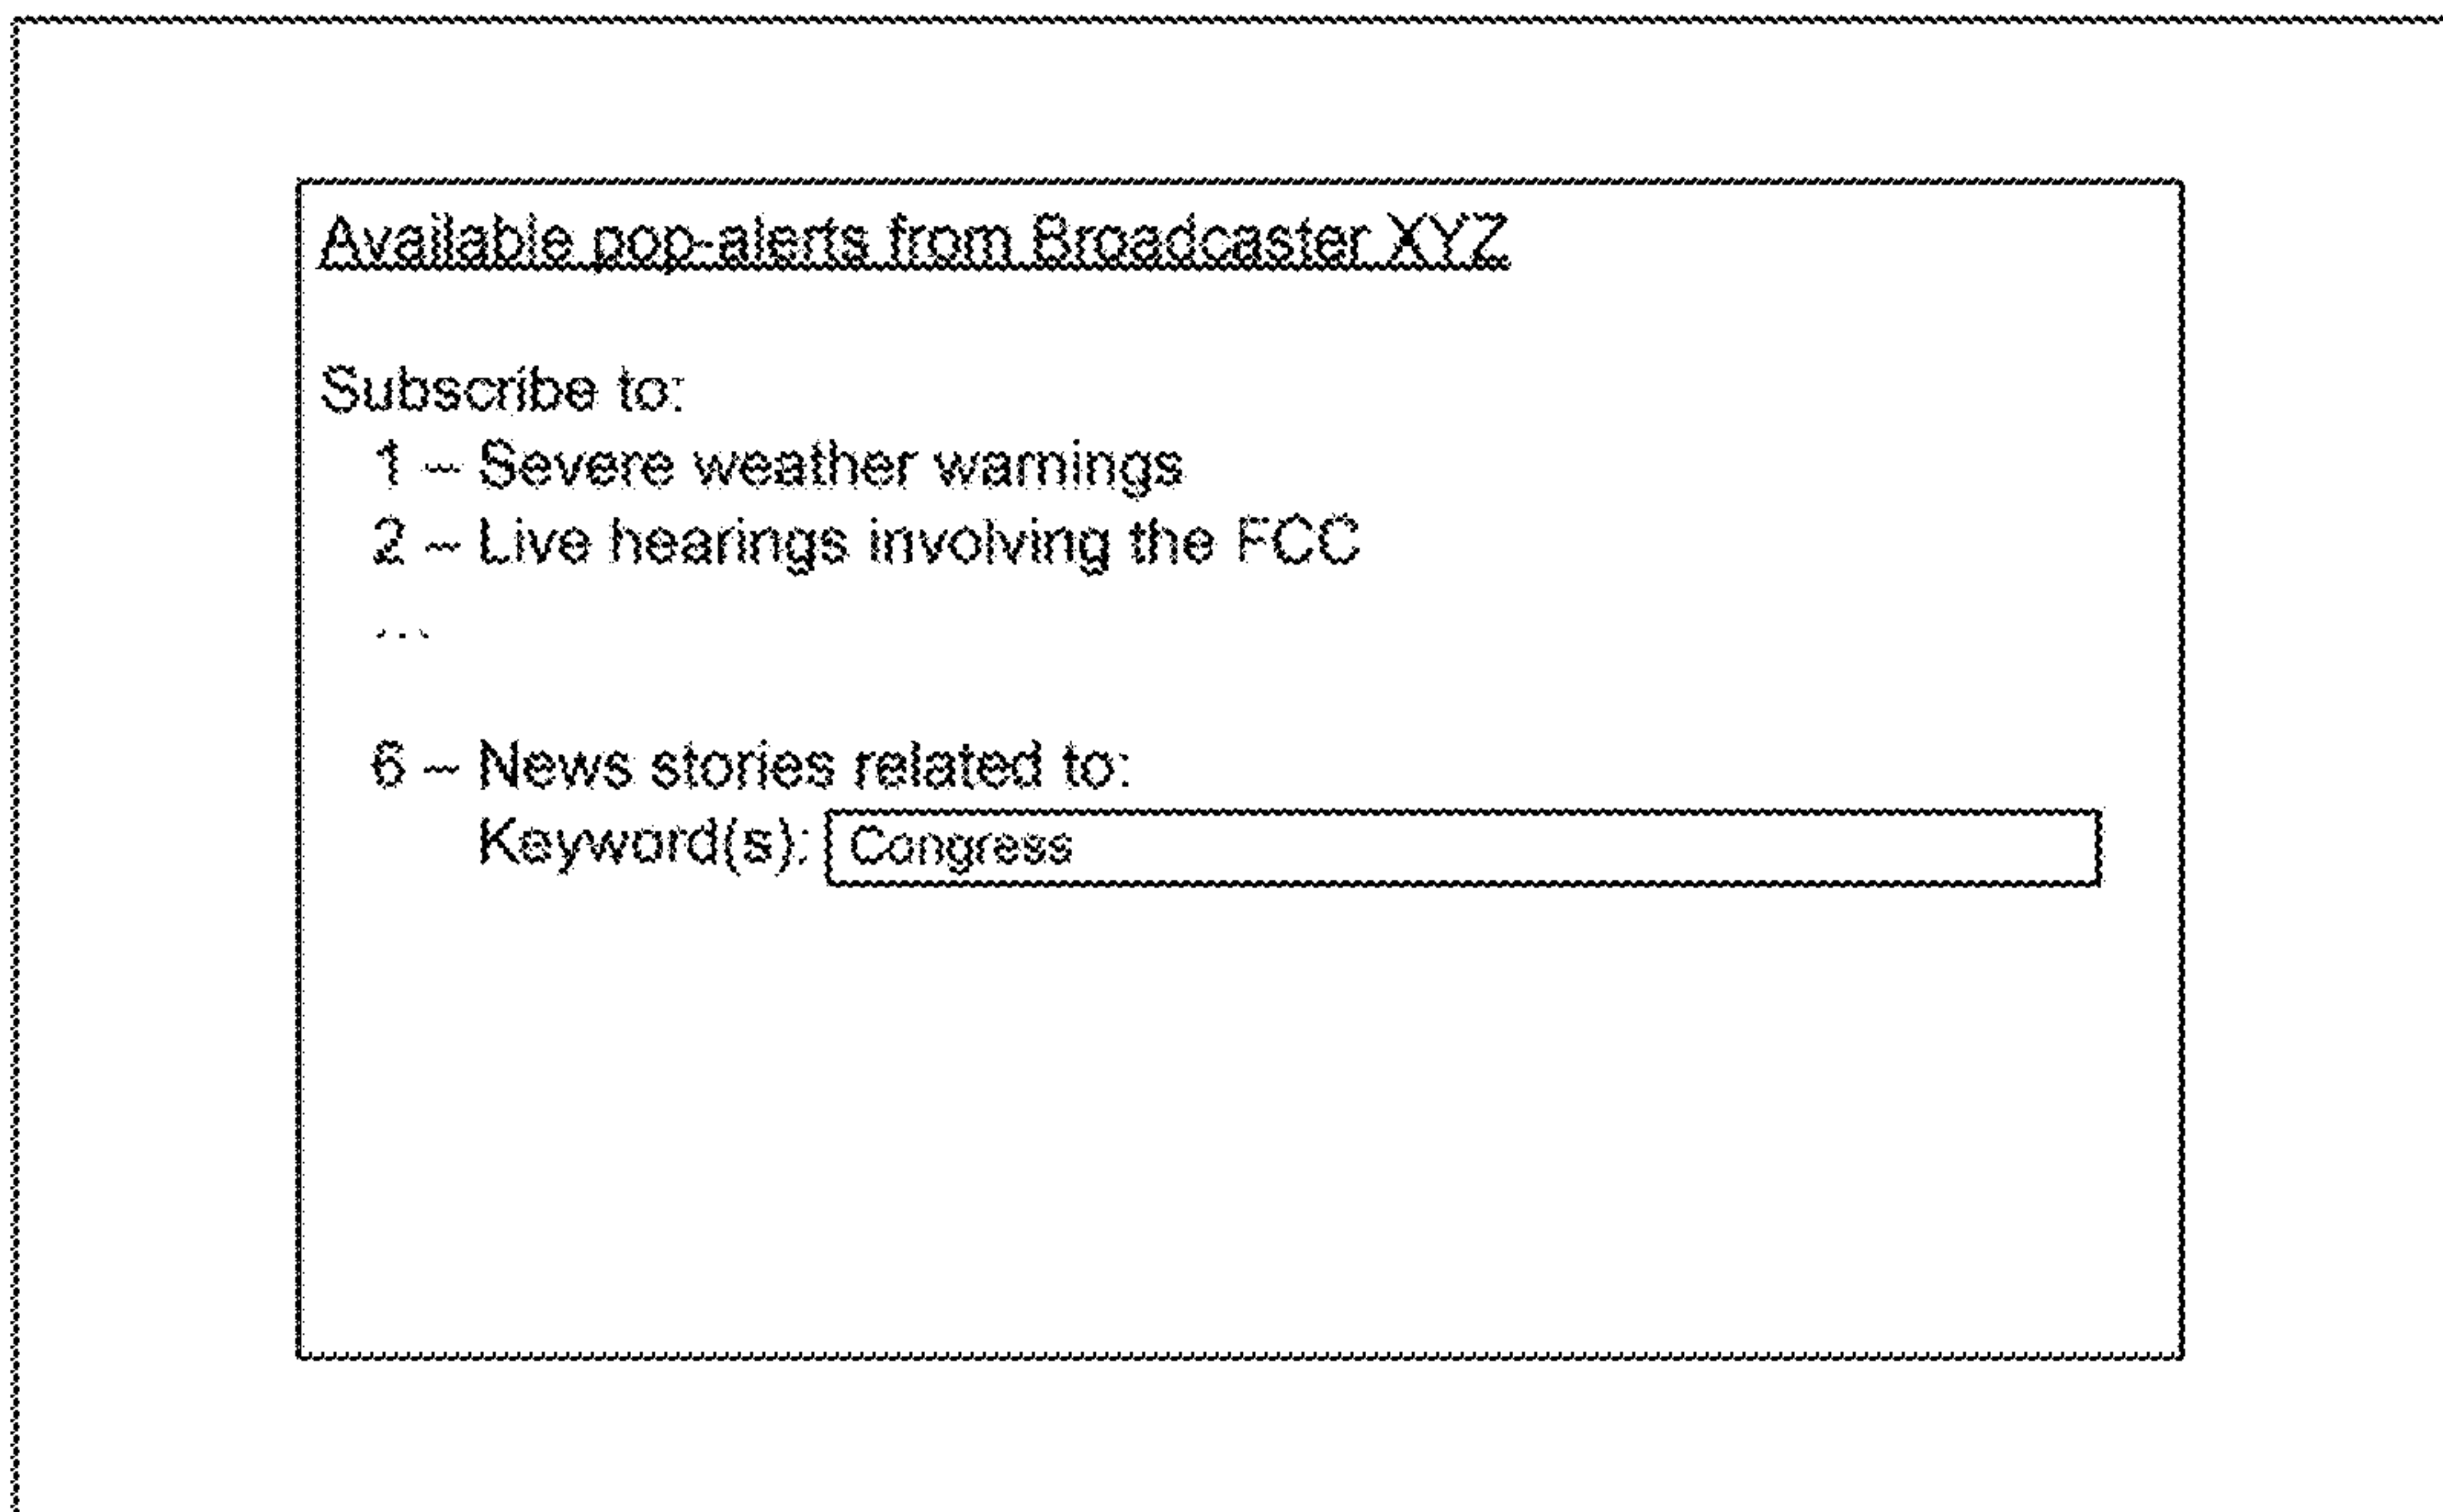 Available pop-alerts from Broadcaster XYZ
Subscribe to:
1 – Severe weather warnings
2 – Live hearings involving the FCC
...
6 – News stories related to:
Keyword(s): Congress